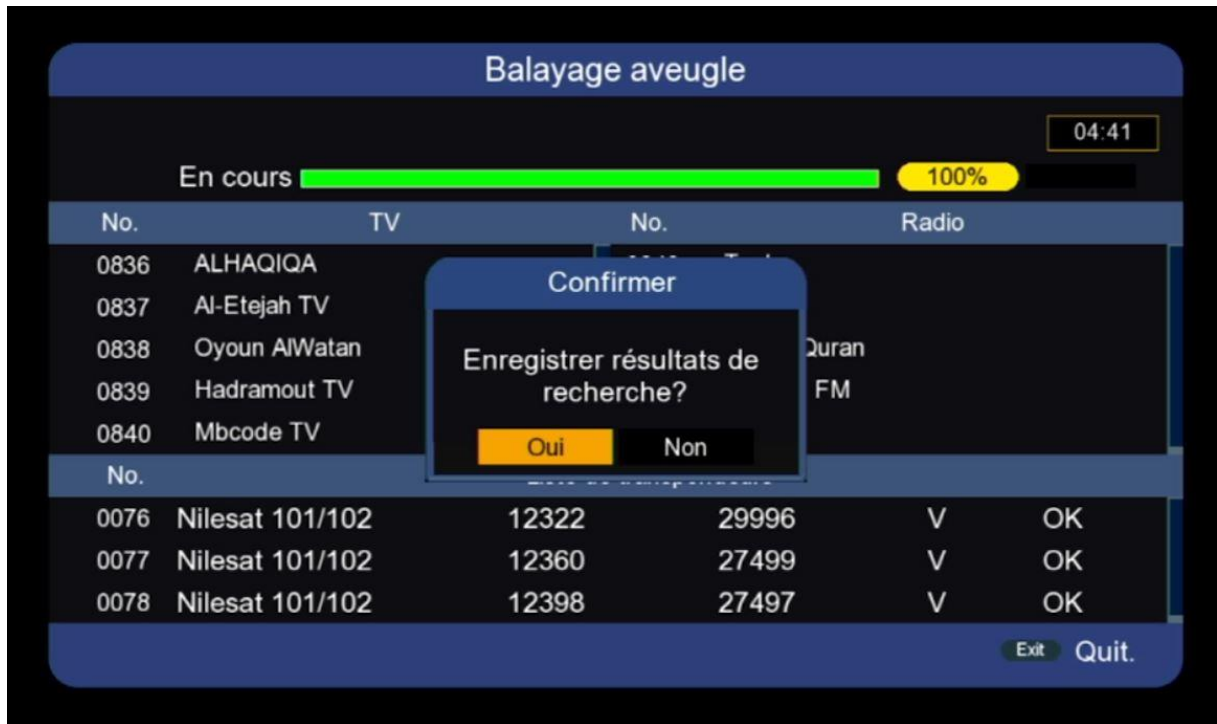 Balayage aveugle
04:41
En cours 100%
No. TV No. Radio
0836 ALHAQIQA
0837 Al-Etejah TV
0838 Oyoun AlWatan Quran
0839 Hadramout TV FM
0840 Mbcode TV
Confirmer
Enregistrer résultats de
recherche?
Oui Non
No. Liste de transpondeurs
0076 Nilesat 101/102 12322 29996 V OK
0077 Nilesat 101/102 12360 27499 V OK
0078 Nilesat 101/102 12398 27497 V OK
Exit Quit.